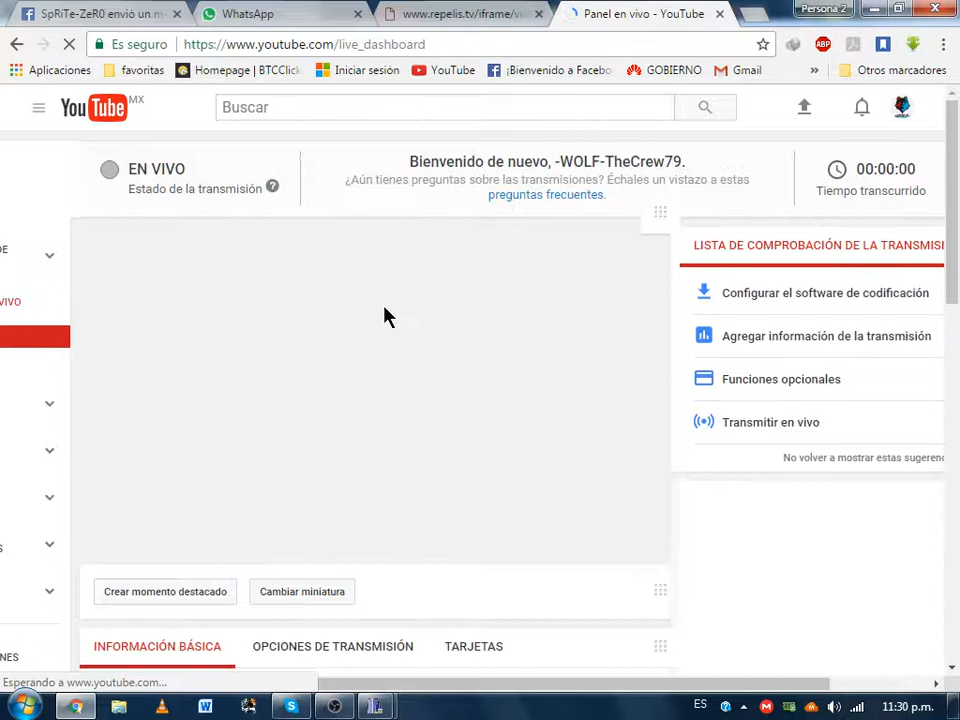 SpRiTe-ZeR0 envió un m
WhatsApp
www.repelis.tv/iframe/vi
Panel en vivo - YouTube
Persona 2
Es seguro
https://www.youtube.com/live_dashboard
ABP
Aplicaciones
favoritas
Homepage | BTCClick
Iniciar sesión
YouTube
¡Bienvenido a Facebo
GOBIERNO
Gmail
»
Otros marcadores
YouTube MX
Buscar
EN VIVO
Estado de la transmisión ?
Bienvenido de nuevo, -WOLF-TheCrew79.
¿Aún tienes preguntas sobre las transmisiones? Échales un vistazo a estas
preguntas frecuentes.
00:00:00
Tiempo transcurrido
DE
VIVO
S
NES
LISTA DE COMPROBACIÓN DE LA TRANSMISI
Configurar el software de codificación
Agregar información de la transmisión
Funciones opcionales
Transmitir en vivo
No volver a mostrar estas sugerenc
Crear momento destacado
Cambiar miniatura
INFORMACIÓN BÁSICA
OPCIONES DE TRANSMISIÓN
TARJETAS
Esperando a www.youtube.com...
ES
11:30 p.m.